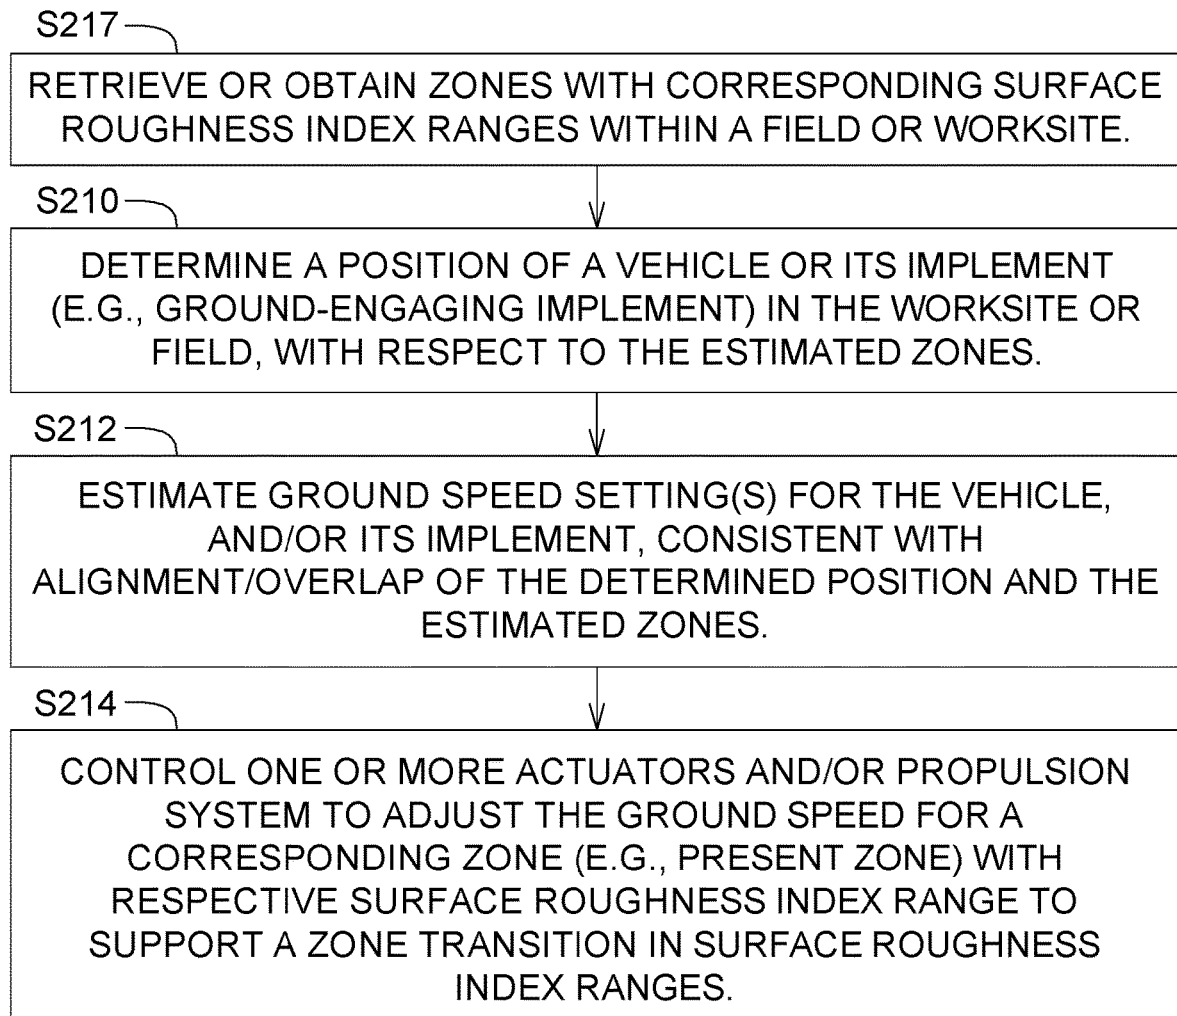 S217
RETRIEVE OR OBTAIN ZONES WITH CORRESPONDING SURFACE
ROUGHNESS INDEX RANGES WITHIN A FIELD OR WORKSITE.
S210
DETERMINE A POSITION OF A VEHICLE OR ITS IMPLEMENT
(E.G., GROUND-ENGAGING IMPLEMENT) IN THE WORKSITE OR
FIELD, WITH RESPECT TO THE ESTIMATED ZONES.
S212
ESTIMATE GROUND SPEED SETTING(S) FOR THE VEHICLE,
AND/OR ITS IMPLEMENT, CONSISTENT WITH
ALIGNMENT/OVERLAP OF THE DETERMINED POSITION AND THE
ESTIMATED ZONES.
S214
CONTROL ONE OR MORE ACTUATORS AND/OR PROPULSION
SYSTEM TO ADJUST THE GROUND SPEED FOR A
CORRESPONDING ZONE (E.G., PRESENT ZONE) WITH
RESPECTIVE SURFACE ROUGHNESS INDEX RANGE TO
SUPPORT A ZONE TRANSITION IN SURFACE ROUGHNESS
INDEX RANGES.